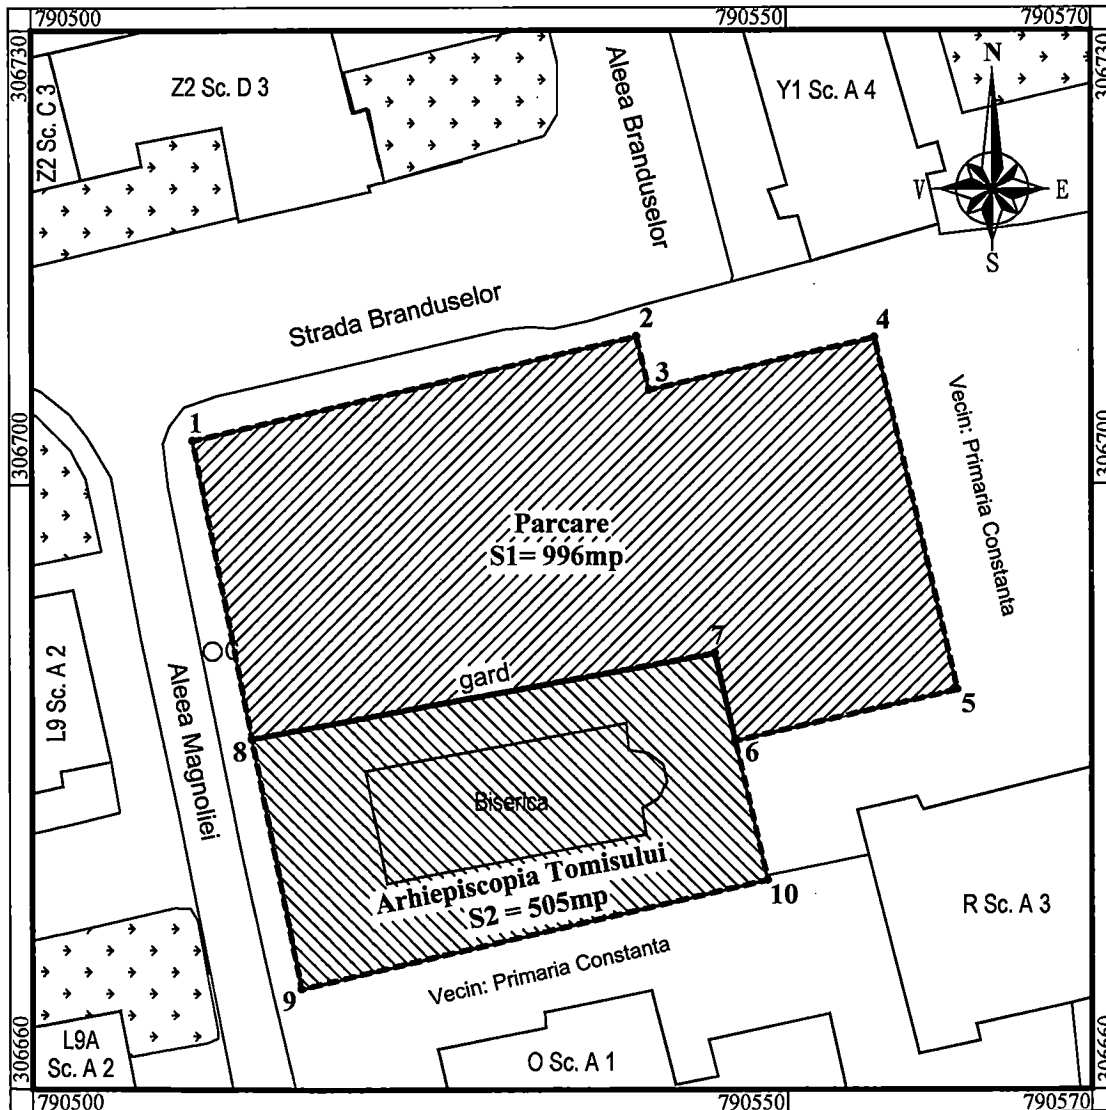 790500
790550
790570
306730
306730
Z2 Sc. C 3
Z2 Sc. D 3
Aleea Branduselor
Y1 Sc. A 4
N
V
E
S
Strada Branduselor
2
4
3
1
Vecin: Primaria Constanta
306700
306700
Parcare
S1= 996mp
7
gard
L9 Sc. A 2
Aleea Magnoliei
5
8
6
Biserica
Arhiepiscopia Tomisului
S2 = 505mp
10
R Sc. A 3
Vecin: Primaria Constanta
9
L9A
Sc. A 2
O Sc. A 1
306660
306660
790500
790550
790570